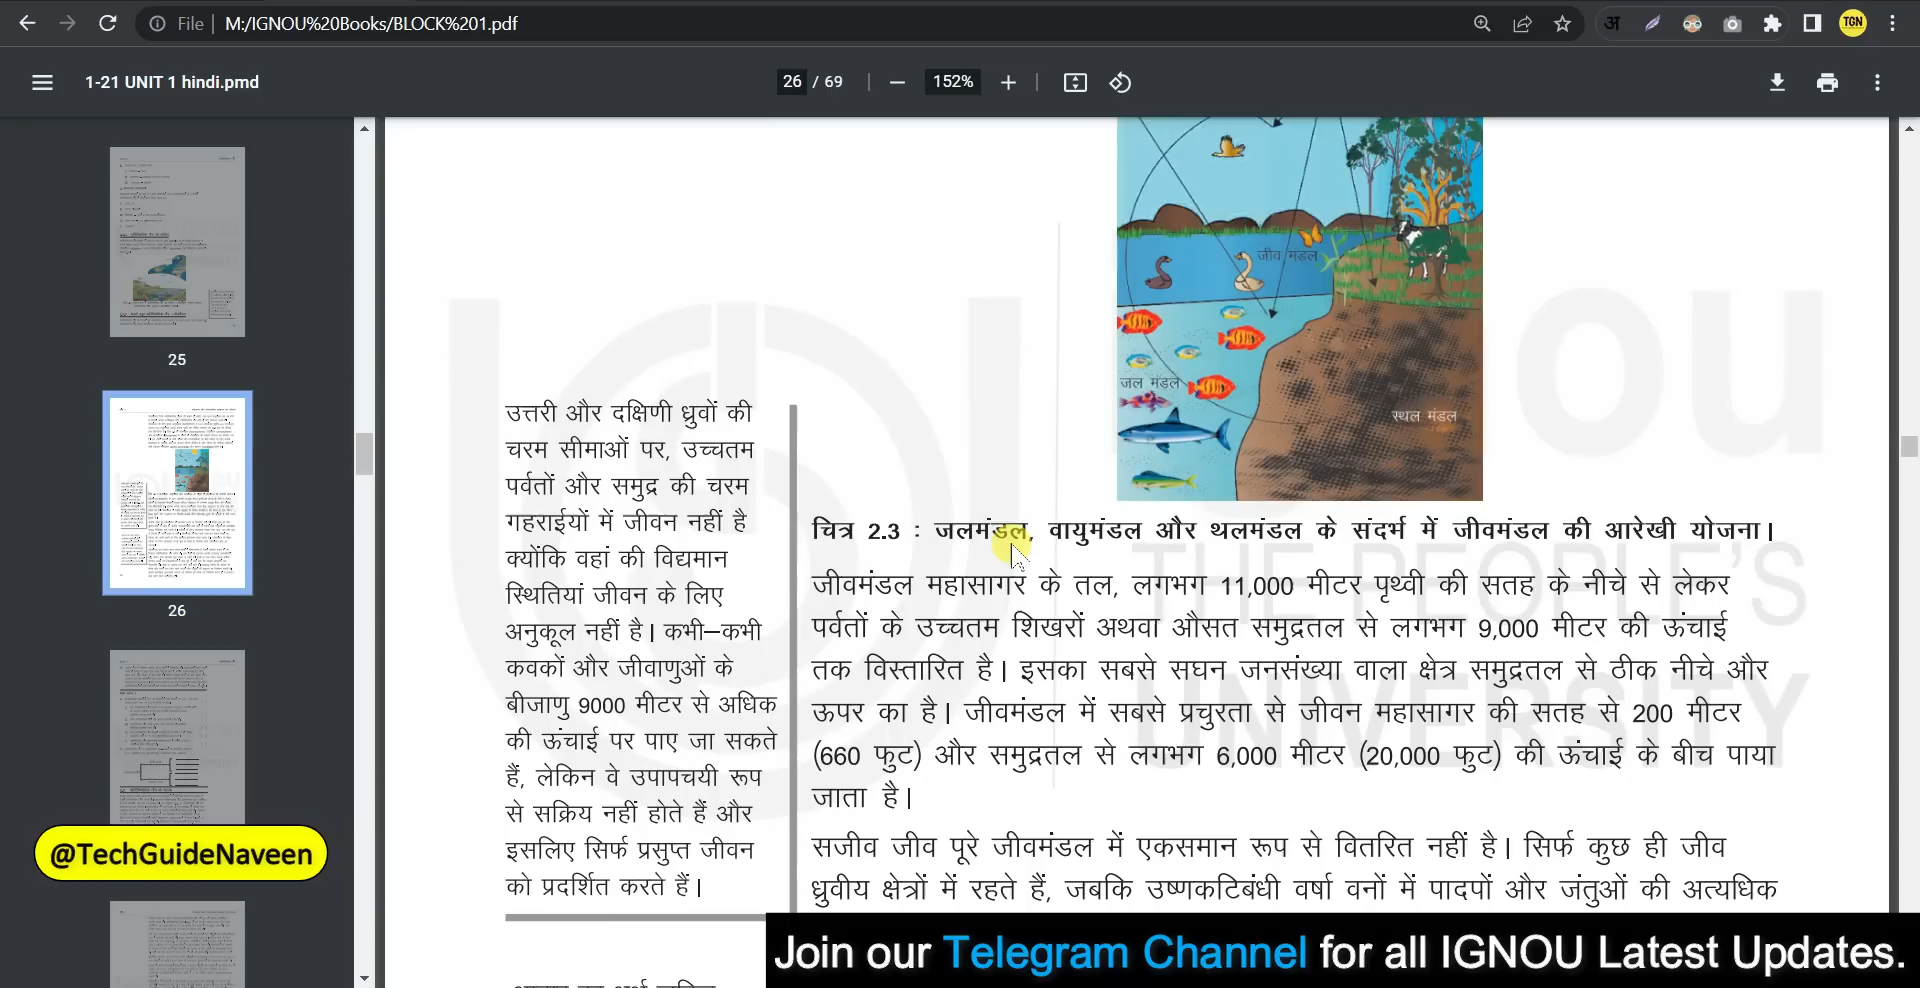 File
M:/IGNOU%20Books/BLOCK%201.pdf
अ
TGN
1-21 UNIT 1 hindi.pmd
26 / 69
152%
25
26
@TechGuideNaveen
जीव मंडल
जल मंडल
स्थल मंडल
उत्तरी और दक्षिणी ध्रुवों की
चरम सीमाओं पर, उच्चतम
पर्वतों और समुद्र की चरम
गहराईयों में जीवन नहीं है
क्योंकि वहां की विद्यमान
स्थितियां जीवन के लिए
अनुकूल नहीं है। कभी–कभी
कवकों और जीवाणुओं के
बीजाणु 9000 मीटर से अधिक
की ऊंचाई पर पाए जा सकते
हैं, लेकिन वे उपापचयी रूप
से सक्रिय नहीं होते हैं और
इसलिए सिर्फ प्रसुप्त जीवन
को प्रदर्शित करते हैं।
चित्र 2.3 : जलमंडल, वायुमंडल और थलमंडल के संदर्भ में जीवमंडल की आरेखी योजना।
जीवमंडल महासागर के तल, लगभग 11,000 मीटर पृथ्वी की सतह के नीचे से लेकर
पर्वतों के उच्चतम शिखरों अथवा औसत समुद्रतल से लगभग 9,000 मीटर की ऊंचाई
तक विस्तारित है। इसका सबसे सघन जनसंख्या वाला क्षेत्र समुद्रतल से ठीक नीचे और
ऊपर का है। जीवमंडल में सबसे प्रचुरता से जीवन महासागर की सतह से 200 मीटर
(660 फुट) और समुद्रतल से लगभग 6,000 मीटर (20,000 फुट) की ऊंचाई के बीच पाया
जाता है।
सजीव जीव पूरे जीवमंडल में एकसमान रूप से वितरित नहीं है। सिर्फ कुछ ही जीव
ध्रुवीय क्षेत्रों में रहते हैं, जबकि उष्णकटिबंधी वर्षा वनों में पादपों और जंतुओं की अत्यधिक
ignou
THE PEOPLE'S
UNIVERSITY
Join our Telegram Channel for all IGNOU Latest Updates.